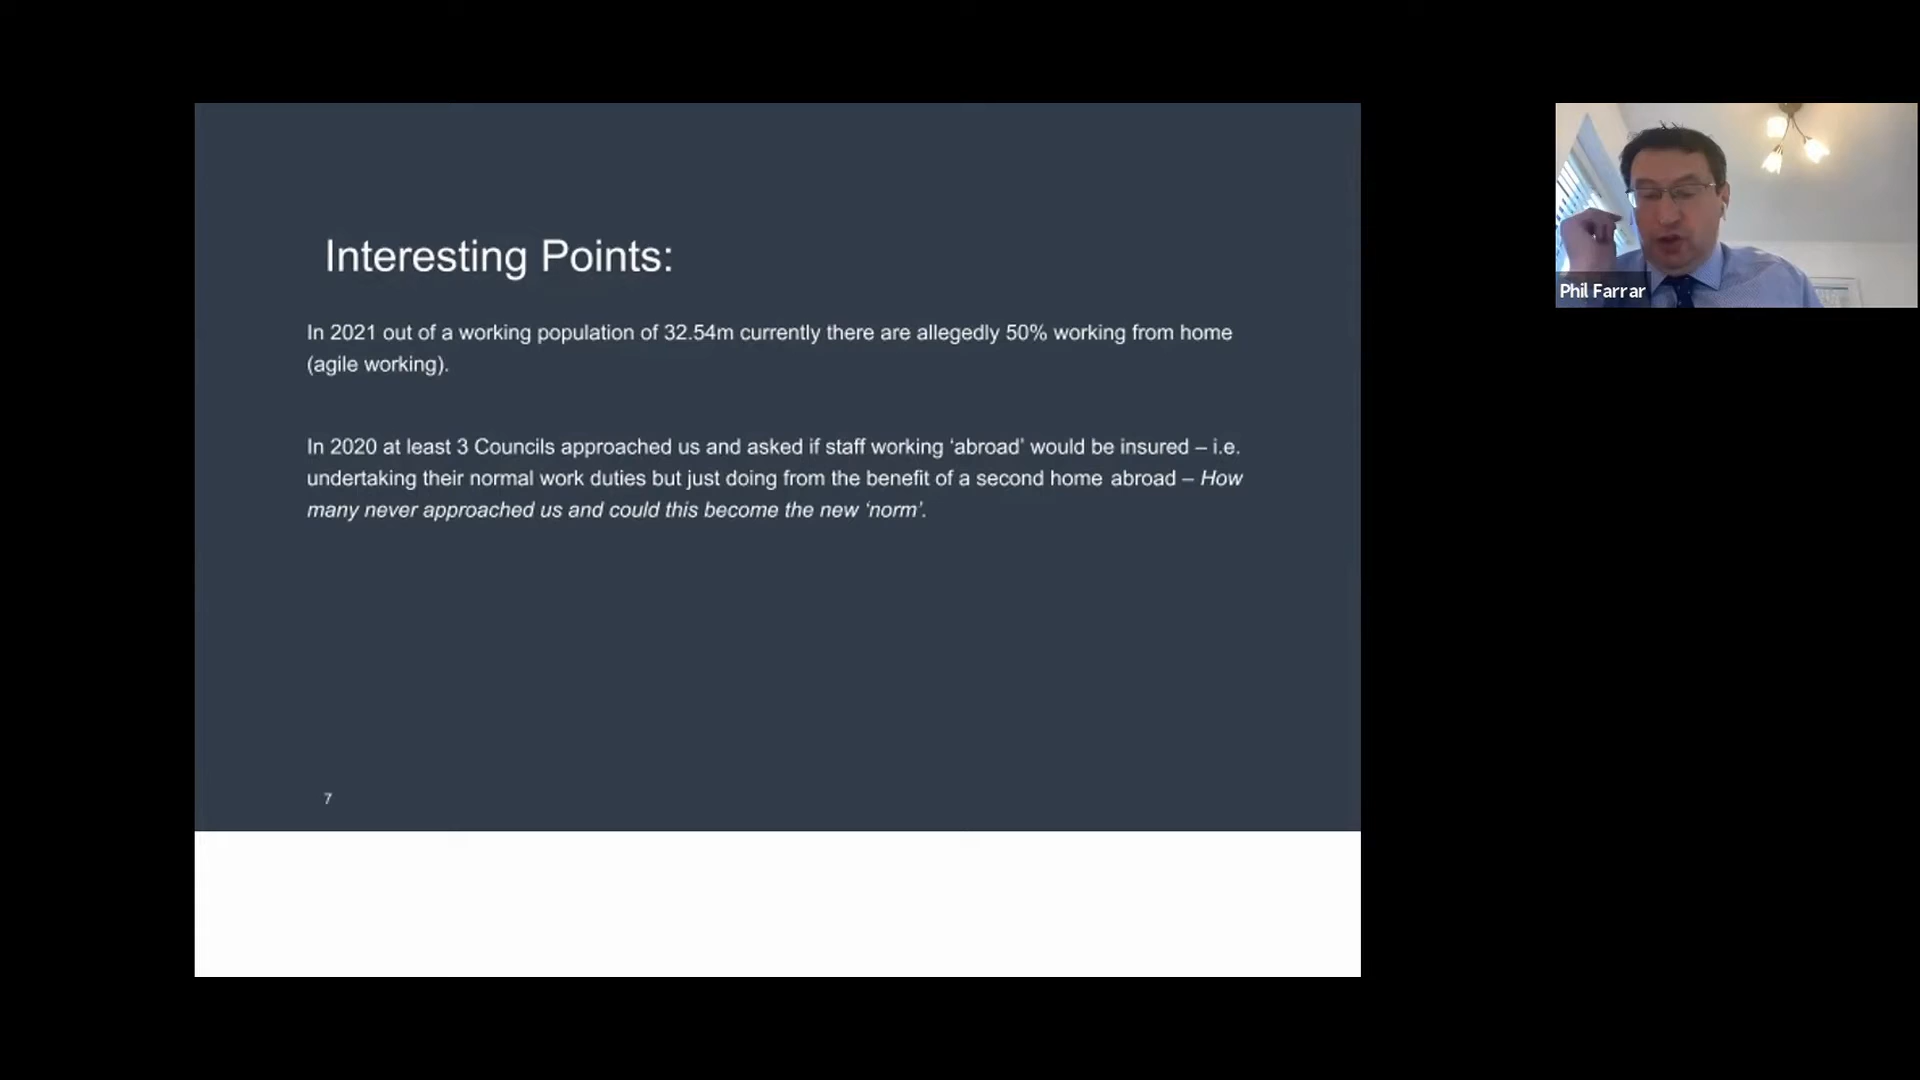 Interesting Points:
In 2021 out of a working population of 32.54m currently there are allegedly 50% working from home
(agile working).
In 2020 at least 3 Councils approached us and asked if staff working ‘abroad’ would be insured – i.e.
undertaking their normal work duties but just doing from the benefit of a second home abroad – How
many never approached us and could this become the new ‘norm’.
7
Phil Farrar